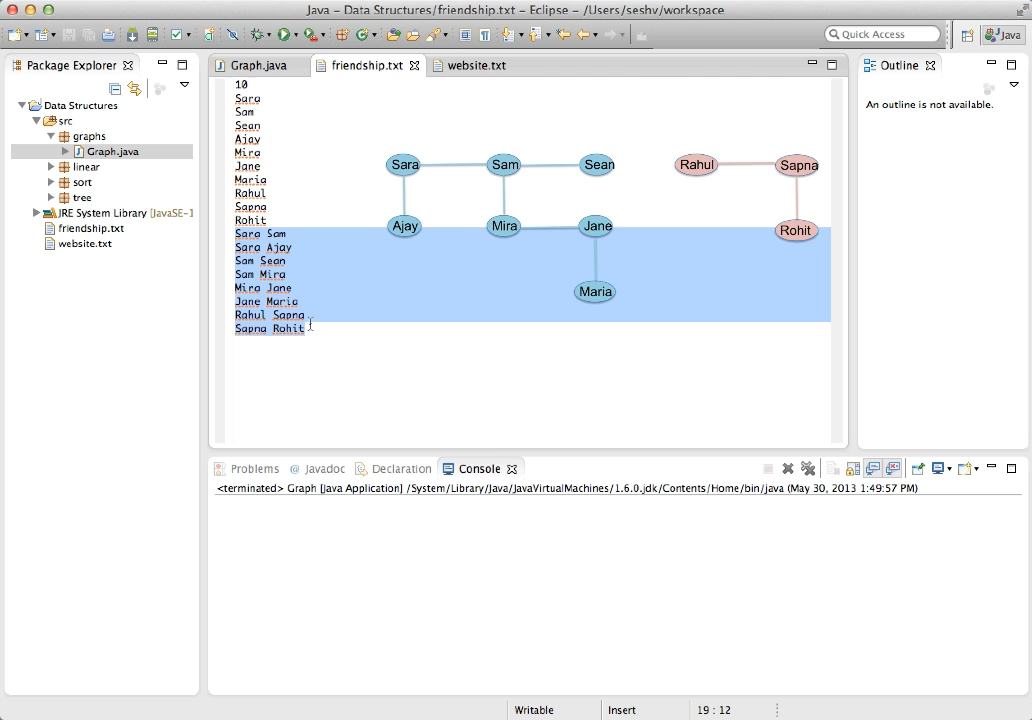 Java – Data Structures/friendship.txt – Eclipse – /Users/seshv/workspace
Quick Access
Java
Package Explorer
Graph.java
friendship.txt
website.txt
Outline
Data Structures
src
graphs
Graph.java
linear
sort
tree
JRE System Library [JavaSE-1
friendship.txt
website.txt
10
Sara
Sam
Sean
Ajay
Mira
Jane
Maria
Rahul
Sapna
Rohit
Sara Sam
Sara Ajay
Sam Sean
Sam Mira
Mira Jane
Jane Maria
Rahul Sapna
Sapna Rohit
Sara
Sam
Sean
Rahul
Sapna
Ajay
Mira
Jane
Rohit
Maria
An outline is not available.
Problems
@ Javadoc
Declaration
Console
<terminated> Graph [Java Application] /System/Library/Java/JavaVirtualMachines/1.6.0.jdk/Contents/Home/bin/java (May 30, 2013 1:49:57 PM)
Writable
Insert
19 : 12